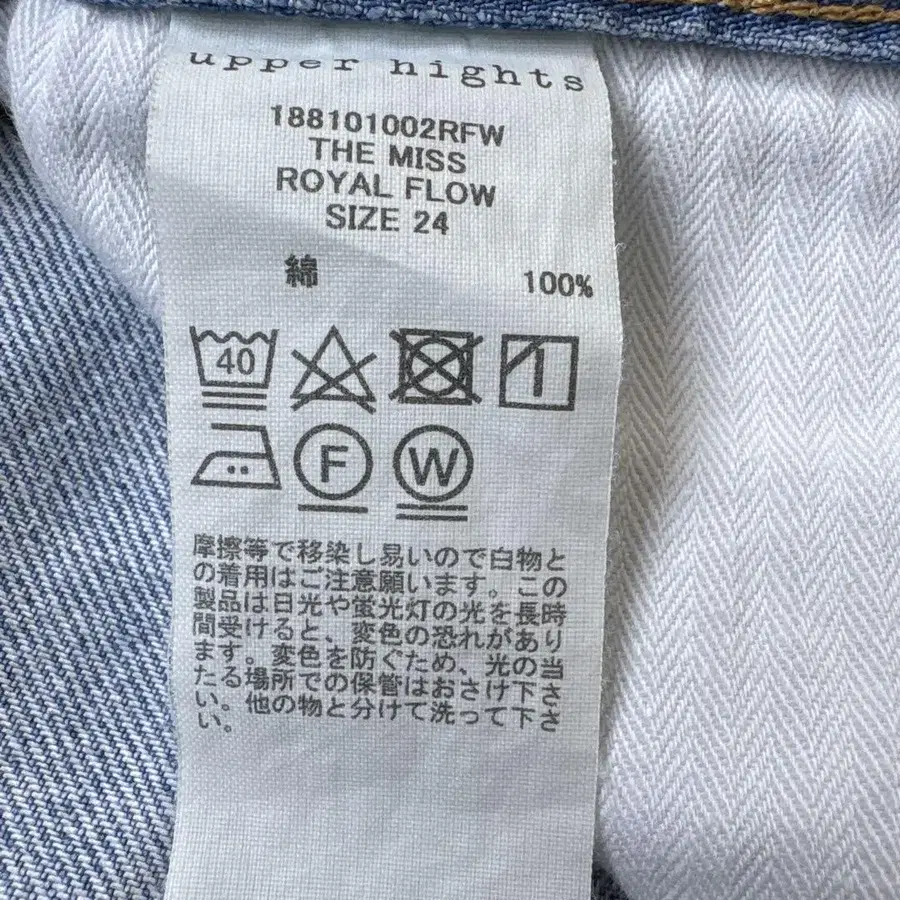 upper hights
188101002RFW
THE MISS
ROYAL FLOW
SIZE 24
綿 100%
40
F W
摩擦等で移染し易いので白物と
の着用はご注意願います。この
製品は日光や蛍光灯の光を長時
間受けると、変色の恐れがあり
ます。変色を防ぐため、光の当
たる場所での保管はおさけ下さ
い。他の物と分けて洗って下さ
い。